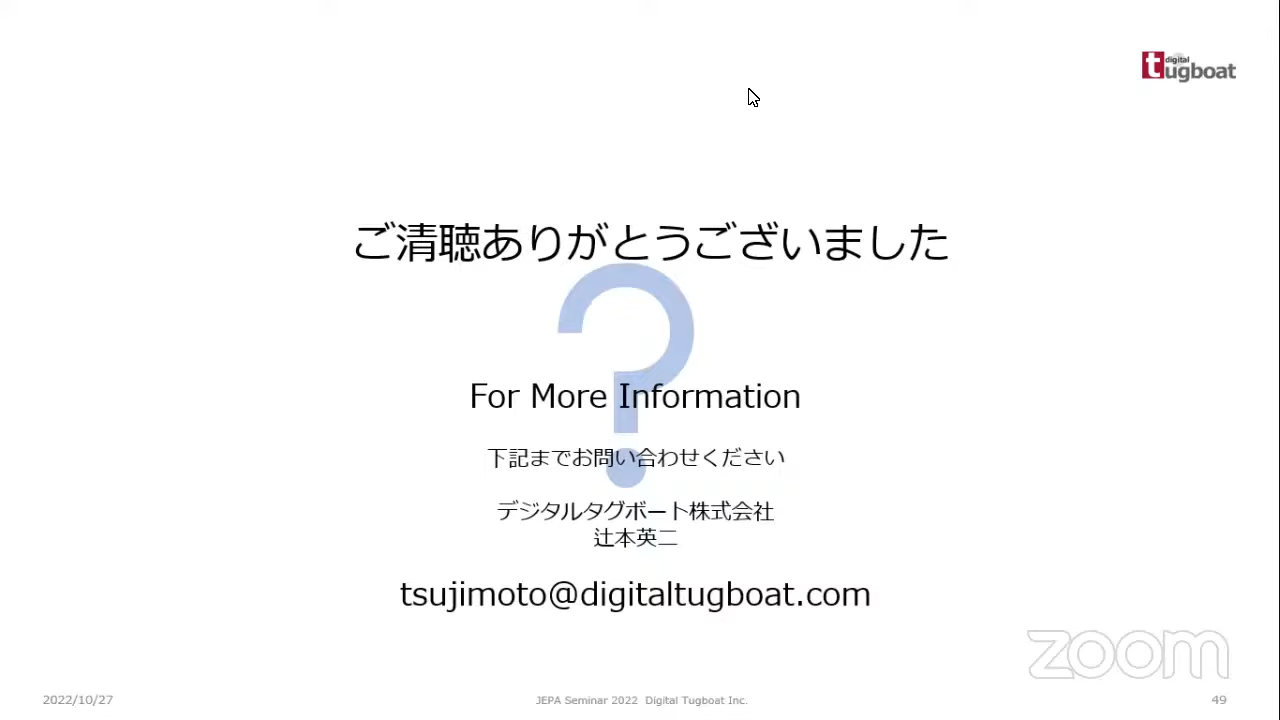 digital tugboat
ご清聴ありがとうございました
?
For More Information
下記までお問い合わせください
デジタルタグボート株式会社
辻本英二
tsujimoto@digitaltugboat.com
zoom
2022/10/27
JEPA Seminar 2022 Digital Tugboat Inc.
49